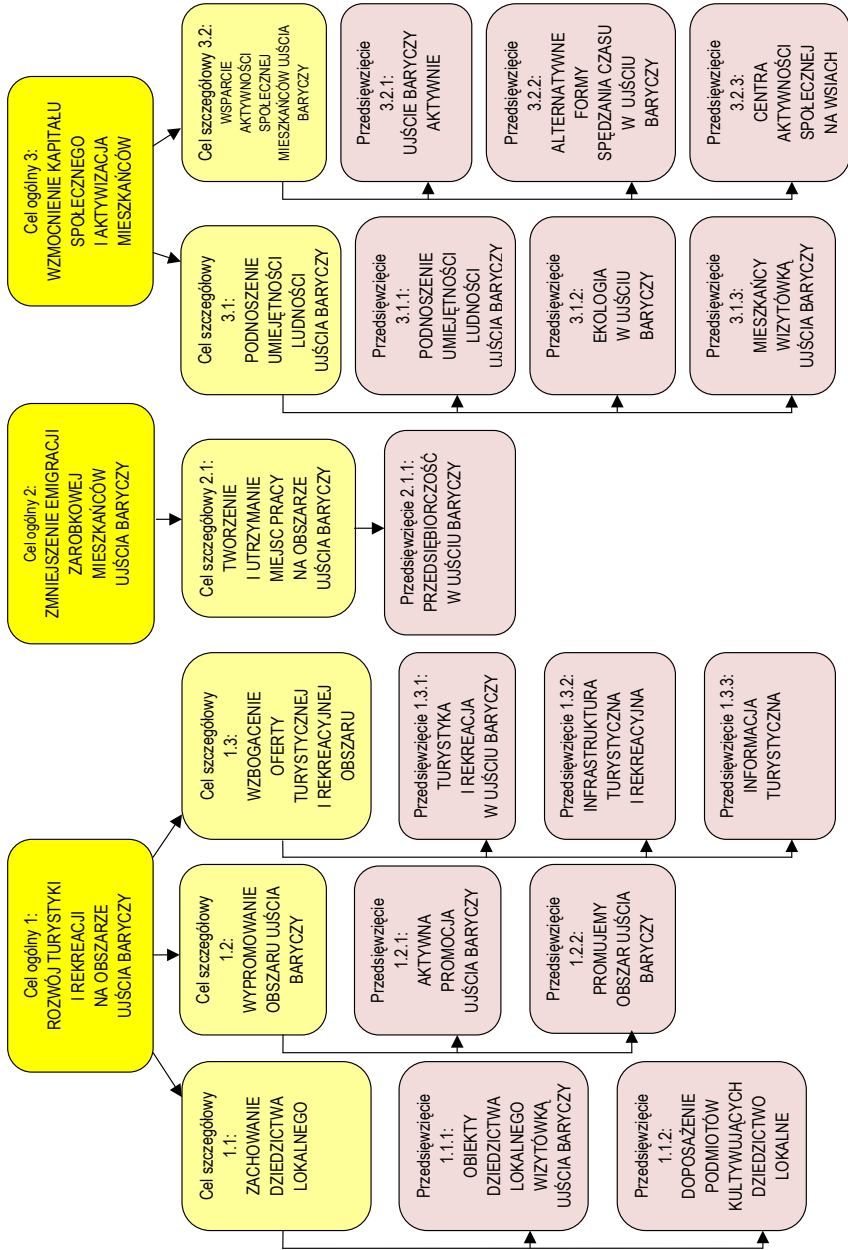 Cel ogólny 1:
ROZWÓJ TURYSTYKI
I REKREACJI
NA OBSZARZE
UJŚCIA BARYCZY
Cel ogólny 2:
ZMNIEJSZENIE EMIGRACJI
ZAROBKOWEJ
MIESZKAŃCÓW
UJŚCIA BARYCZY
Cel ogólny 3:
WZMOCNIENIE KAPITAŁU
SPOŁECZNEGO
I AKTYWIZACJA
MIESZKAŃCÓW
Cel szczegółowy
1.1:
ZACHOWANIE
DZIEDZICTWA
LOKALNEGO
Cel szczegółowy
1.2:
WYPROMOWANIE
OBSZARU UJŚCIA
BARYCZY
Cel szczegółowy
1.3:
WZBOGACENIE
OFERTY
TURYSTYCZNEJ
I REKREACYJNEJ
OBSZARU
Cel szczegółowy 2.1:
TWORZENIE
I UTRZYMANIE
MIEJSC PRACY
NA OBSZARZE
UJŚCIA BARYCZY
Cel szczegółowy
3.1:
PODNOSZENIE
UMIEJĘTNOŚCI
LUDNOŚCI
UJŚCIA BARYCZY
Cel szczegółowy 3.2:
WSPARCIE
AKTYWNOŚCI
SPOŁECZNEJ
MIESZKAŃCÓW UJŚCIA
BARYCZY
Przedsięwzięcie
1.1.1:
OBIEKTY
DZIEDZICTWA
LOKALNEGO
WIZYTÓWKĄ
UJŚCIA BARYCZY
Przedsięwzięcie
1.2.1:
AKTYWNA
PROMOCJA
UJŚCIA BARYCZY
Przedsięwzięcie 1.3.1:
TURYSTYKA
I REKREACJA
W UJŚCIU BARYCZY
Przedsięwzięcie 2.1.1:
PRZEDSIĘBIORCZOŚĆ
W UJŚCIU BARYCZY
Przedsięwzięcie
3.1.1:
PODNOSZENIE
UMIEJĘTNOŚCI
LUDNOŚCI
UJŚCIA BARYCZY
Przedsięwzięcie
3.2.1:
UJŚCIE BARYCZY
AKTYWNIE
Przedsięwzięcie
1.1.2:
DOPOSAŻENIE
PODMIOTÓW
KULTYWUJĄCYCH
DZIEDZICTWO
LOKALNE
Przedsięwzięcie
1.2.2:
PROMUJEMY
OBSZAR UJŚCIA
BARYCZY
Przedsięwzięcie 1.3.2:
INFRASTRUKTURA
TURYSTYCZNA
I REKREACYJNA
Przedsięwzięcie
3.1.2:
EKOLOGIA
W UJŚCIU
BARYCZY
Przedsięwzięcie
3.2.2:
ALTERNATYWNE
FORMY
SPĘDZANIA CZASU
W UJŚCIU
BARYCZY
Przedsięwzięcie 1.3.3:
INFORMACJA
TURYSTYCZNA
Przedsięwzięcie
3.1.3:
MIESZKAŃCY
WIZYTÓWKĄ
UJŚCIA BARYCZY
Przedsięwzięcie
3.2.3:
CENTRA
AKTYWNOŚCI
SPOŁECZNEJ
NA WSIACH